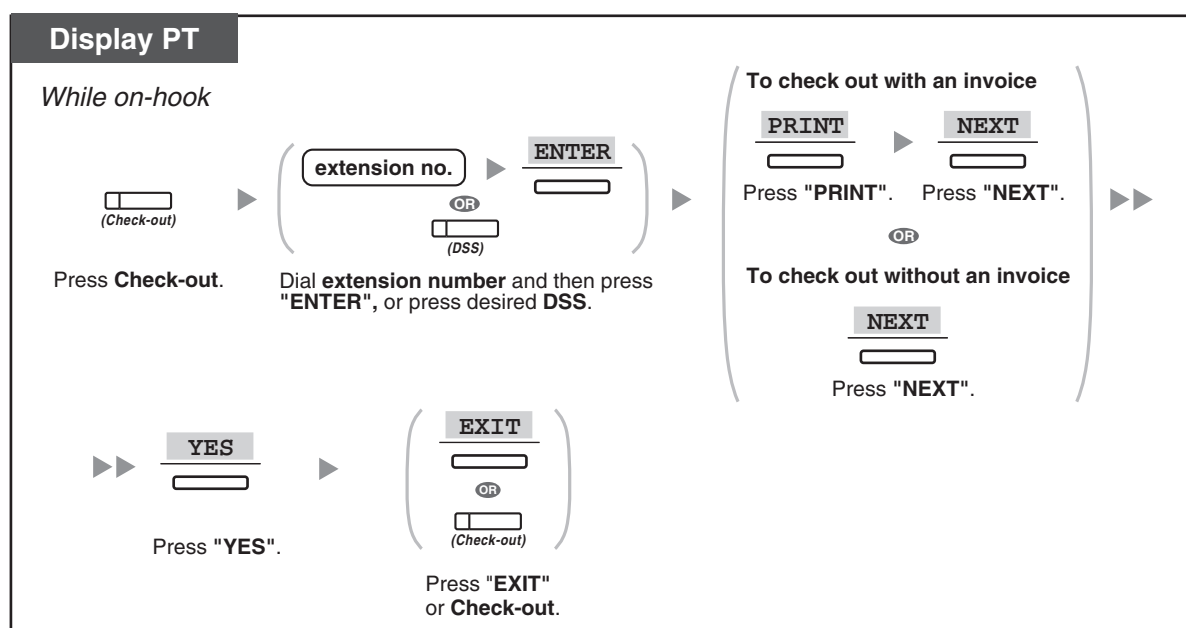 Display PT
While on-hook
(Check-out)
Press Check-out.
extension no.
ENTER
OR
(DSS)
Dial extension number and then press
"ENTER", or press desired DSS.
To check out with an invoice
PRINT
NEXT
Press "PRINT".
Press "NEXT".
OR
To check out without an invoice
NEXT
Press "NEXT".
YES
Press "YES".
EXIT
OR
(Check-out)
Press "EXIT"
or Check-out.